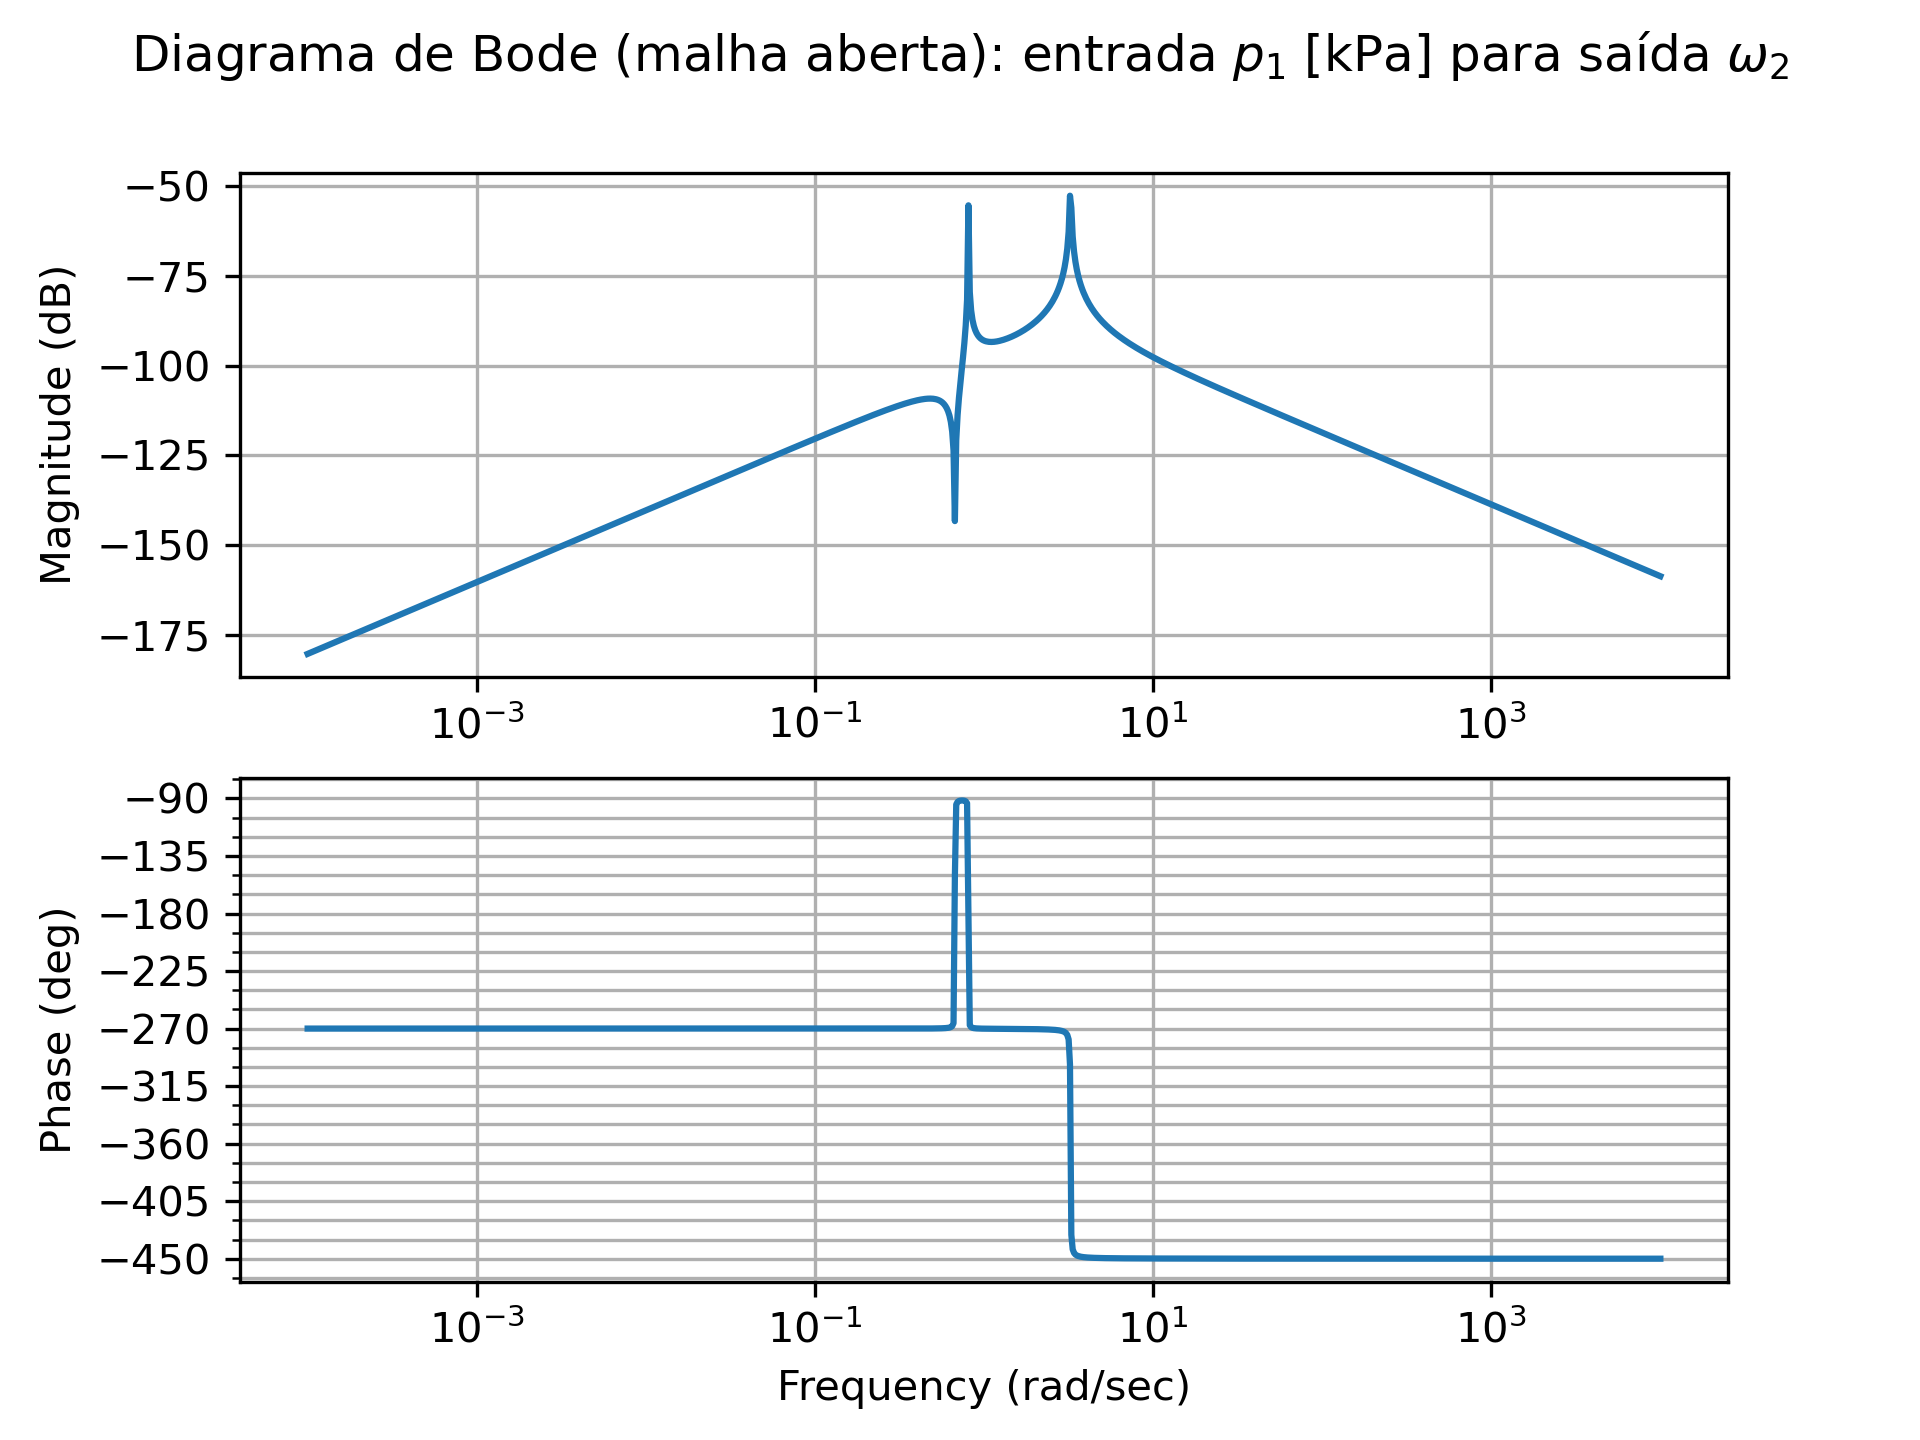 Diagrama de Bode (malha aberta): entrada p₁ [kPa] para saída ω₂
Magnitude (dB)
−50
−75
−100
−125
−150
−175
10⁻³ 10⁻¹ 10¹ 10³
Phase (deg)
−90
−135
−180
−225
−270
−315
−360
−405
−450
10⁻³ 10⁻¹ 10¹ 10³
Frequency (rad/sec)